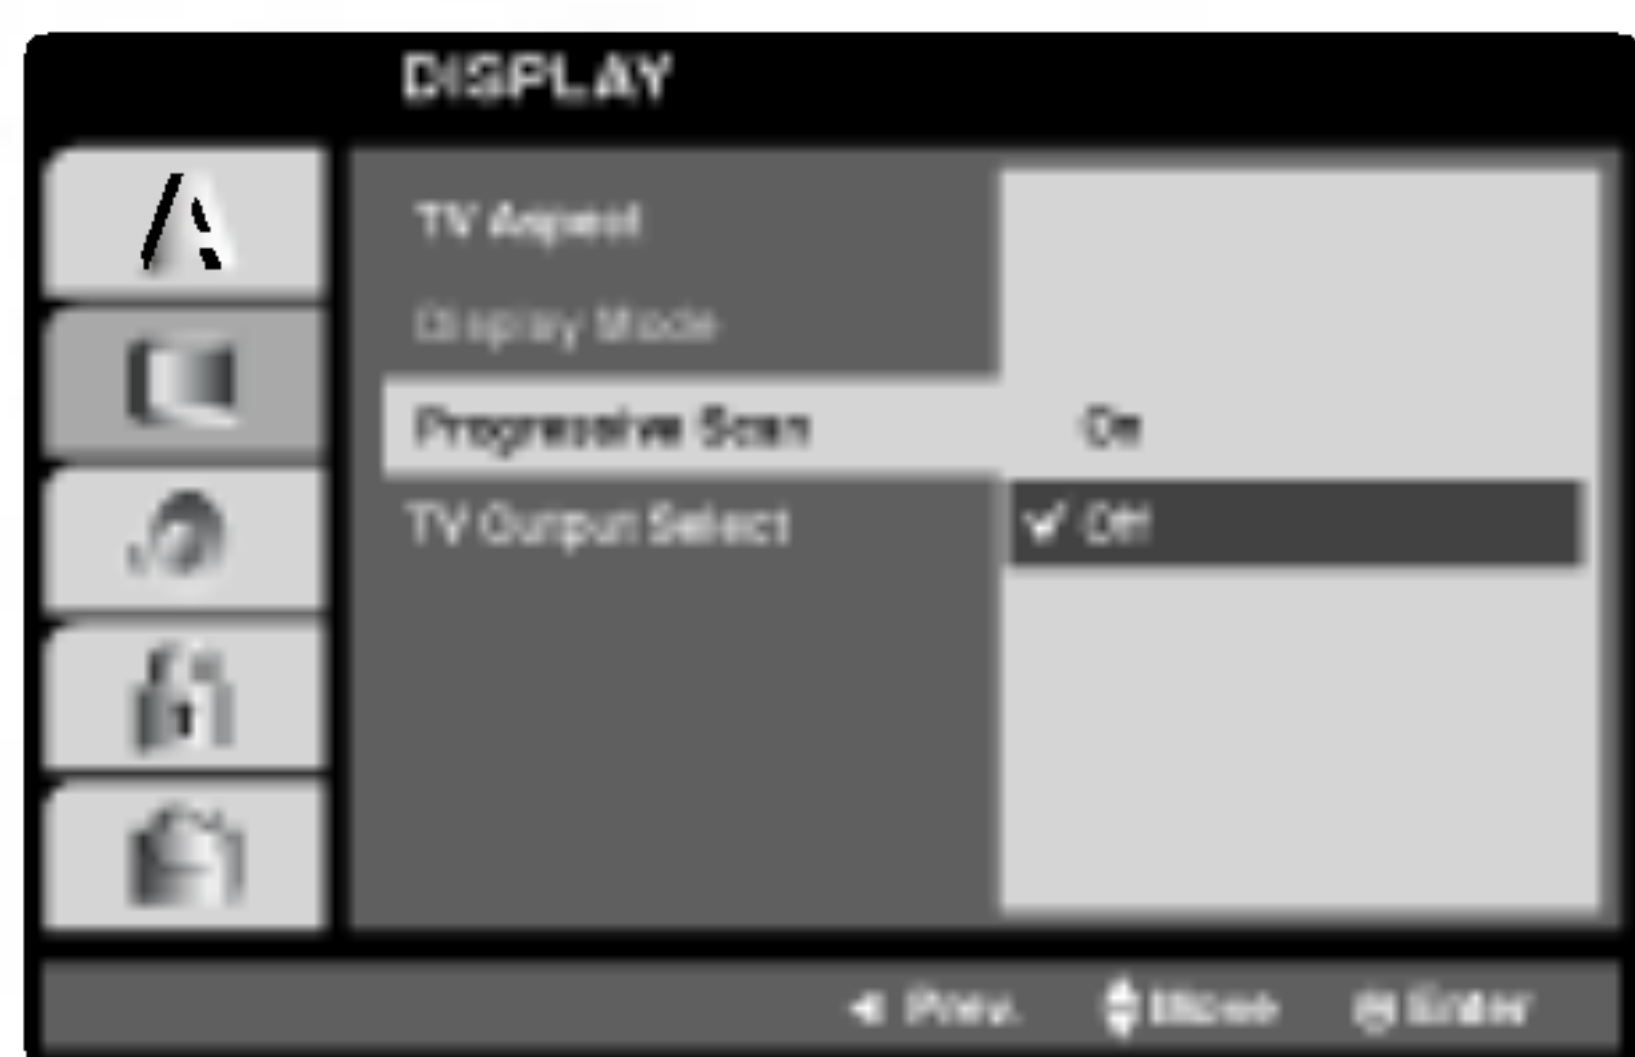 DISPLAY
TV Aspect
Display Mode
Progressive Scan
On
TV Output Select
✓ Off
◄ Prev.
Move
Enter